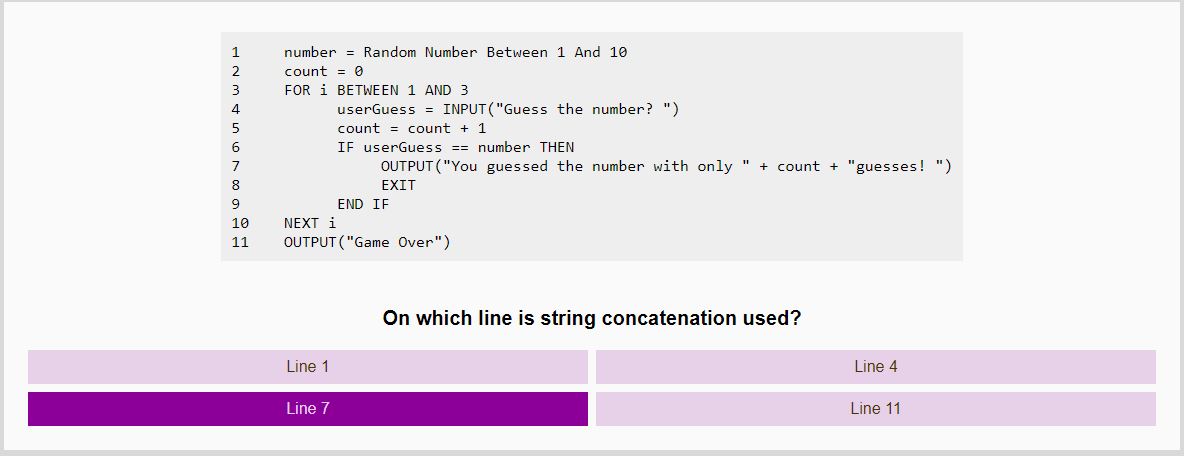 1 number = Random Number Between 1 And 10
2 count = 0
3 FOR i BETWEEN 1 AND 3
4 userGuess = INPUT("Guess the number? ")
5 count = count + 1
6 IF userGuess == number THEN
7 OUTPUT("You guessed the number with only " + count + "guesses! ")
8 EXIT
9 END IF
10 NEXT i
11 OUTPUT("Game Over")
On which line is string concatenation used?
Line 1
Line 4
Line 7
Line 11